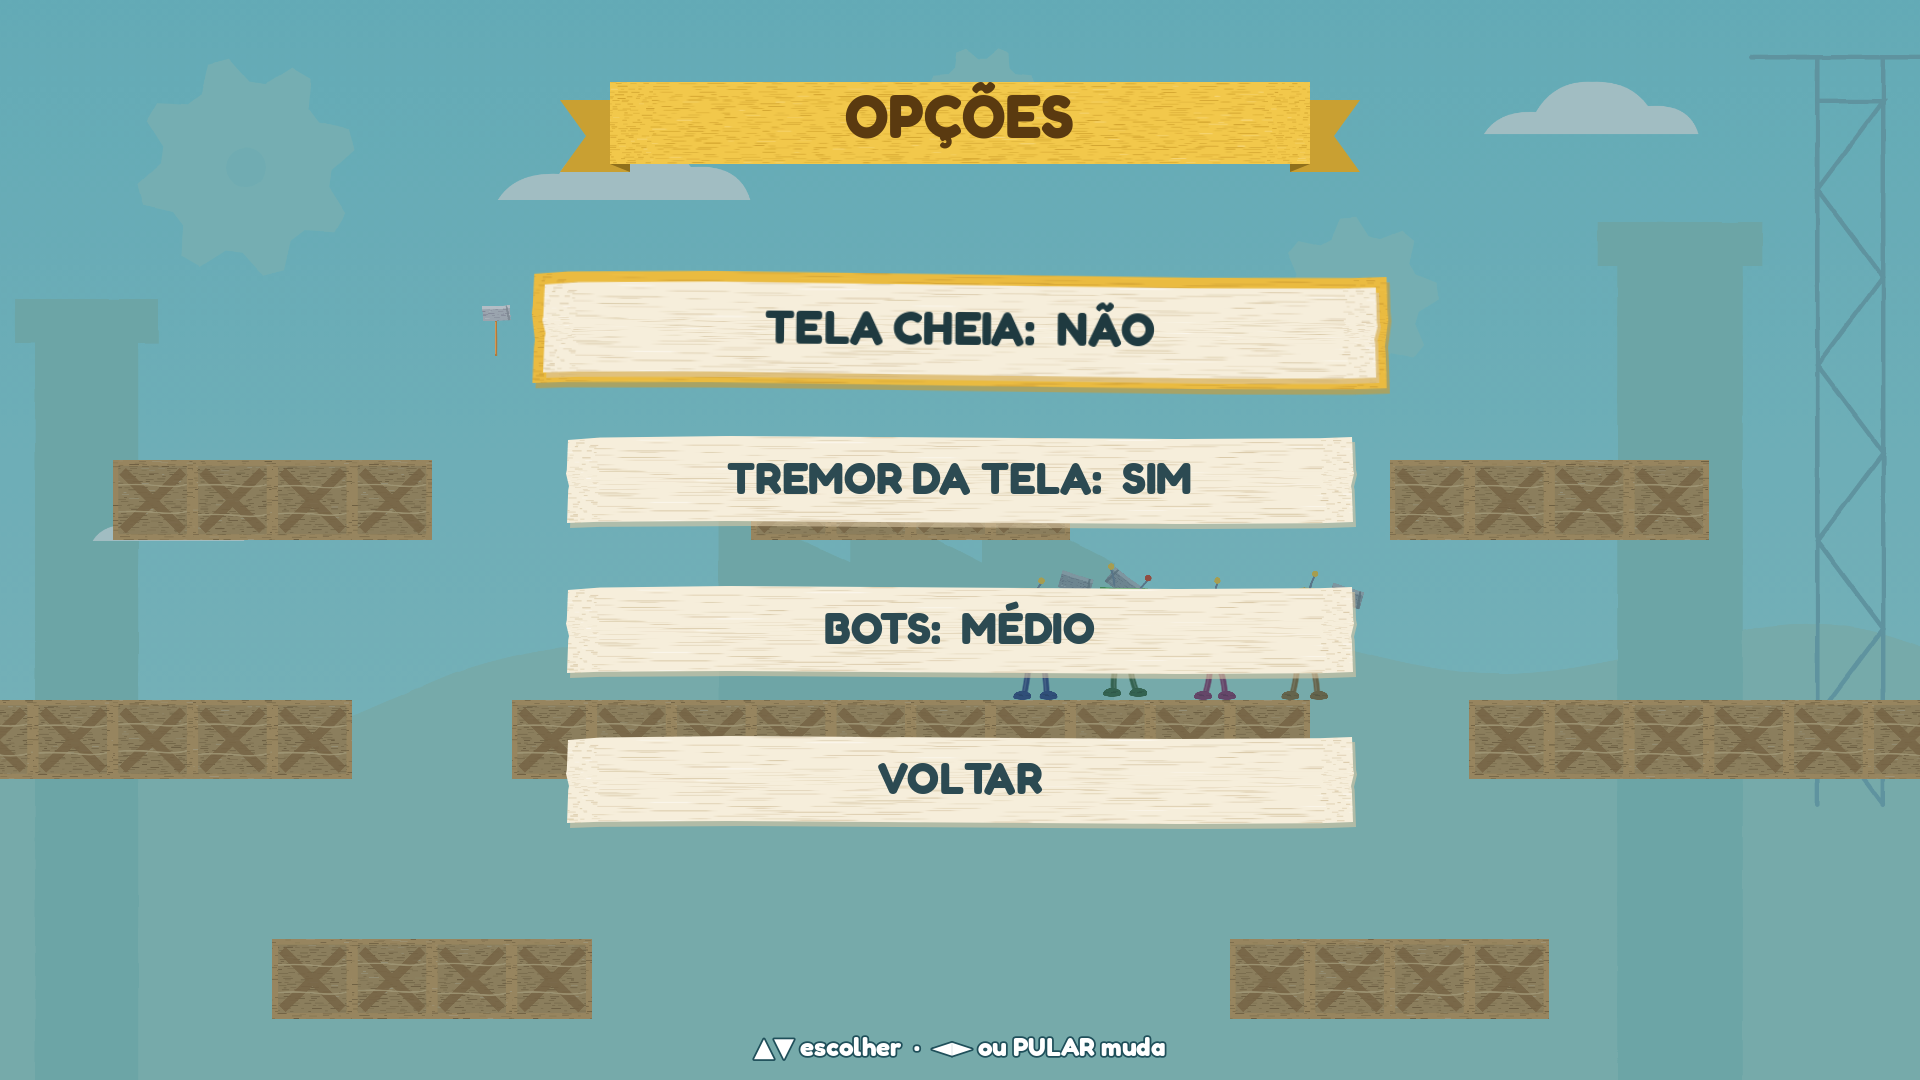 OPÇÕES
TELA CHEIA: NÃO
TREMOR DA TELA: SIM
BOTS: MÉDIO
VOLTAR
▲▼ escolher · ◄► ou PULAR muda